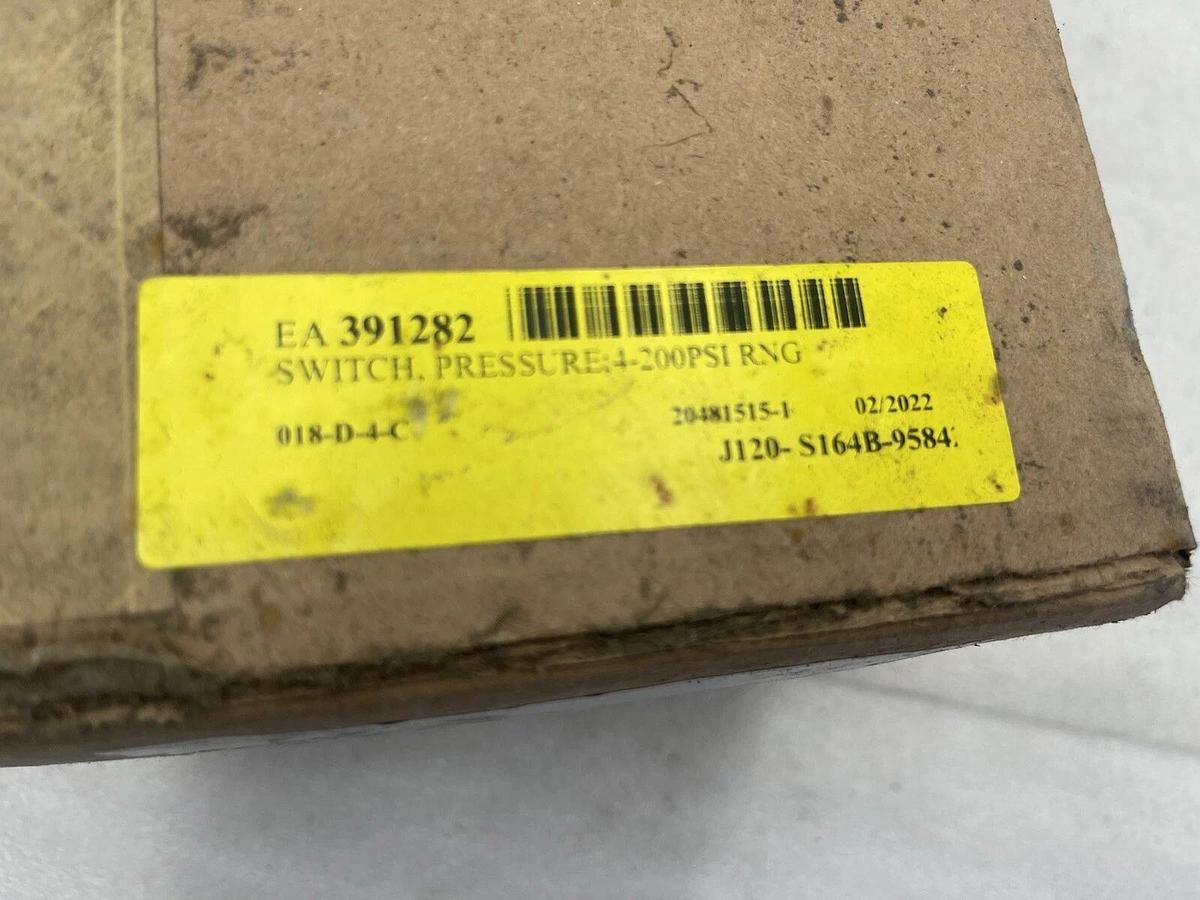 EA 391282
SWITCH, PRESSURE;4-200PSI RNG
018-D-4-C 20481515-1 02/2022
J120- S164B-9584